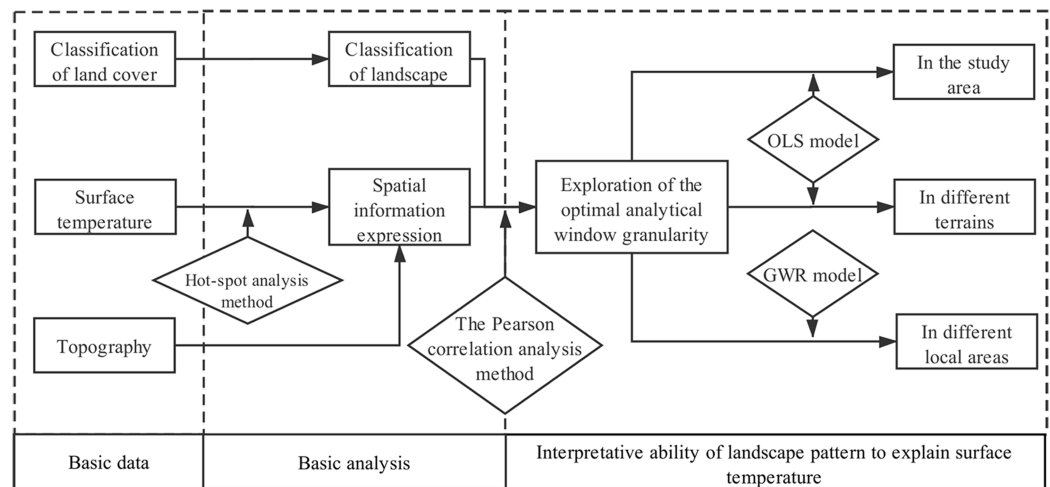 Classification
of land cover
Classification
of landscape
In the study
area
OLS model
Surface
temperature
Spatial
information
expression
Exploration of the
optimal analytical
window granularity
In different
terrains
Hot-spot analysis
method
GWR model
Topography
The Pearson
correlation analysis
method
In different
local areas
Basic data
Basic analysis
Interpretative ability of landscape pattern to explain surface
temperature